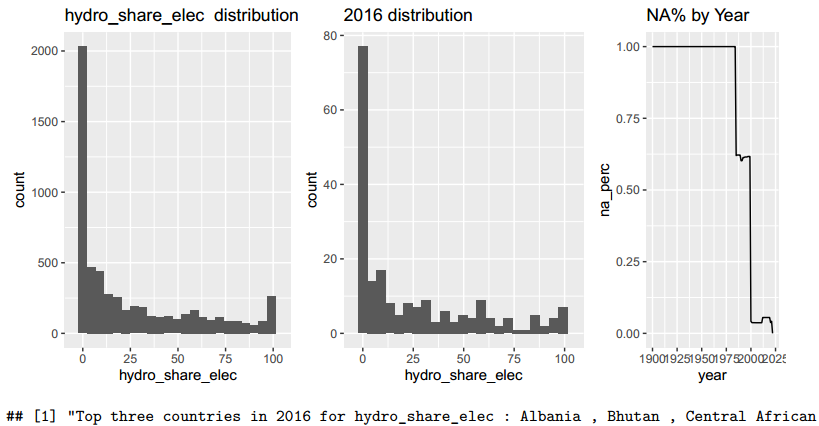 hydro_share_elec distribution
2000
1500
1000
500
0
count
0 25 50 75 100
hydro_share_elec
2016 distribution
80
60
40
20
0
count
0 25 50 75 100
hydro_share_elec
NA% by Year
1.00
0.75
0.50
0.25
0.00
na_perc
1900 1925 1950 1975 2000 2025
year
## [1] "Top three countries in 2016 for hydro_share_elec : Albania , Bhutan , Central African